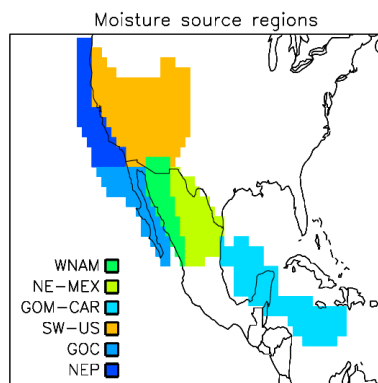 Moisture source regions
WNAM
NE-MEX
GOM-CAR
SW-US
GOC
NEP